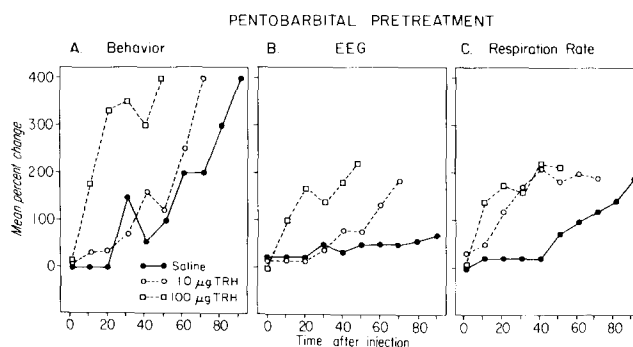 PENTOBARBITAL PRETREATMENT
A. Behavior
B. EEG
C. Respiration Rate
Mean percent change
400
300
200
100
0
Saline
10 μg TRH
100 μg TRH
0 20 40 60 80
0 20 40 60 80
0 20 40 60 80
Time after injection